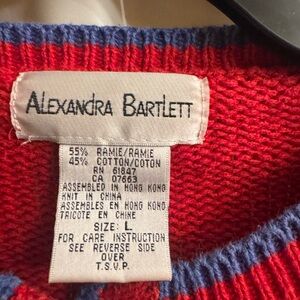 ALEXANDRA BARTLETT
55% RAMIE/RAMIE
45% COTTON/COTON
RN 61847
CA 07663
ASSEMBLED IN HONG KONG
KNIT IN CHINA
ASSEMBLES EN HONG KONG
TRICOTE EN CHINE
SIZE: L
FOR CARE INSTRUCTION
SEE REVERSE SIDE
OVER
T.S.V.P.